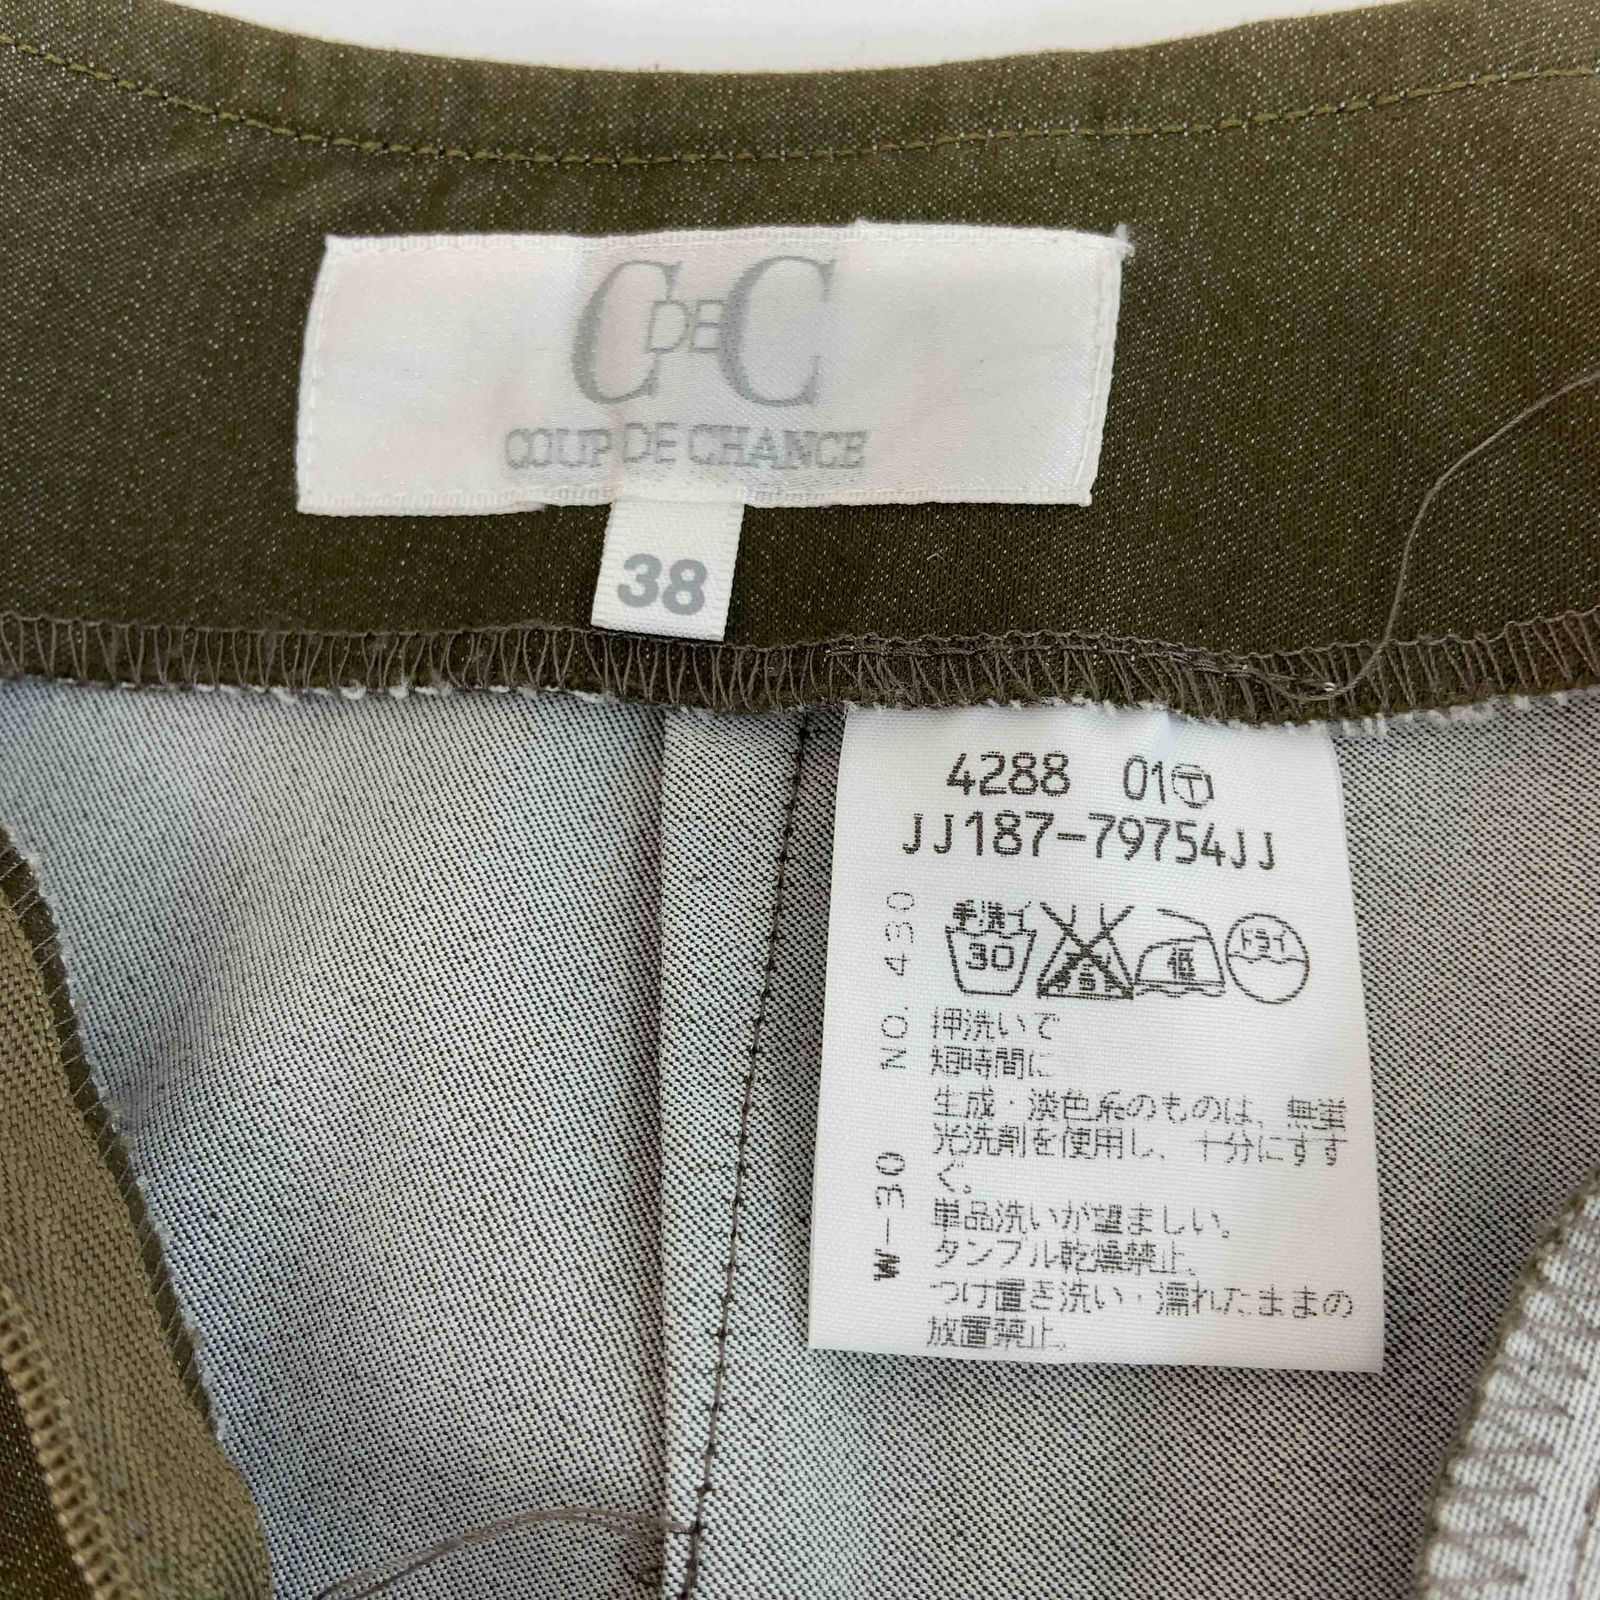 C DE C
COUP DE CHANCE
38
4288 01Ⓣ
JJ187-79754JJ
手洗イ
30
低
ドライ
押洗いで
短時間に
生成・淡色系のものは、無蛍
光洗剤を使用し、十分にすす
ぐ。
単品洗いが望ましい。
タンブル乾燥禁止。
つけ置き洗い・濡れたままの
放置禁止。
W-30 NO. 430